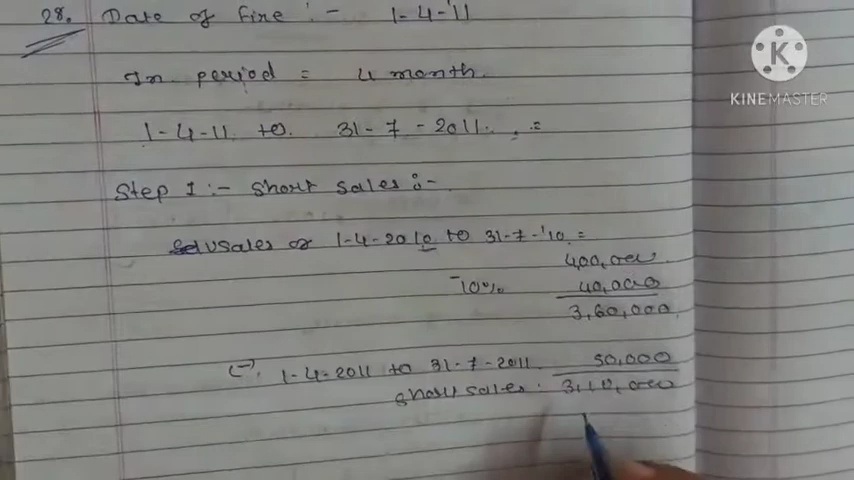 28. Date of fire :- 1-4-'11
KINEMASTER
In period = 4 month.
1-4-11. to. 31-7-2011. . =
Step 1 :- Short sales :-
sales of 1-4-2010 to 31-7-'10. =
400,000
-10% 40,000
3,60,000
(-). 1-4-2011 to 31-7-2011. 50,000
short sales. 3,10,000